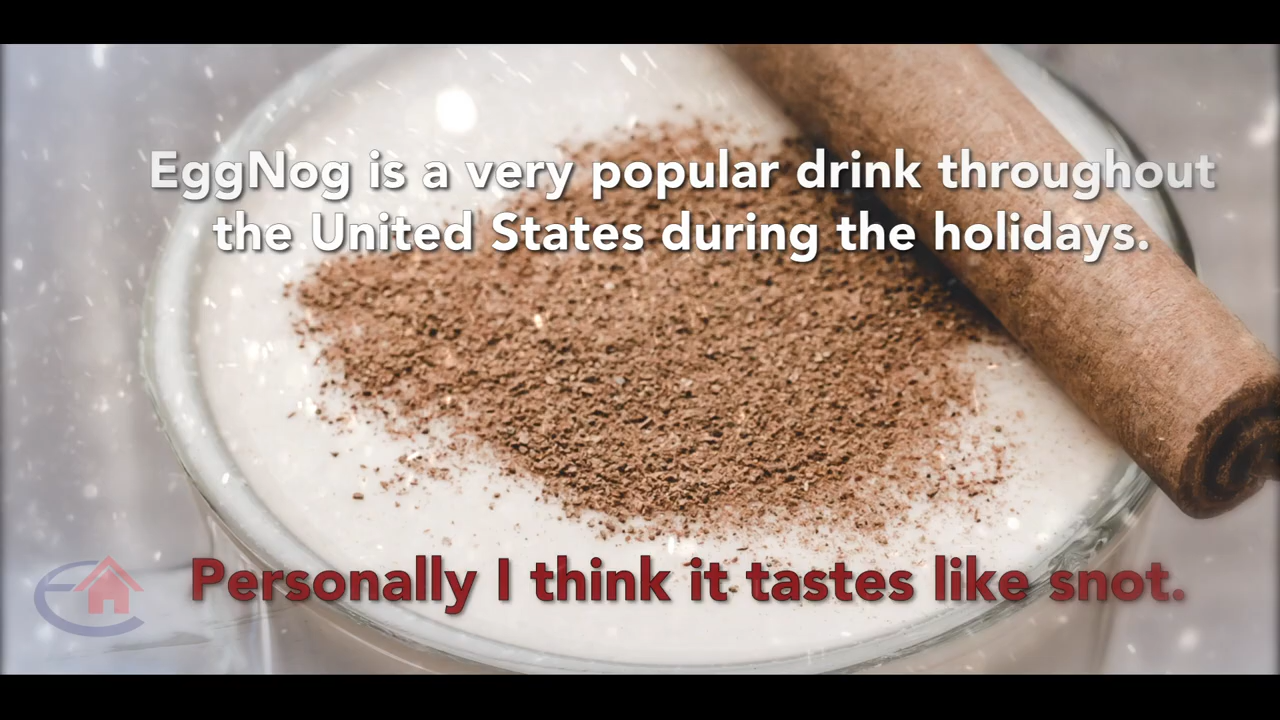 EggNog is a very popular drink throughout
the United States during the holidays.
Personally I think it tastes like snot.